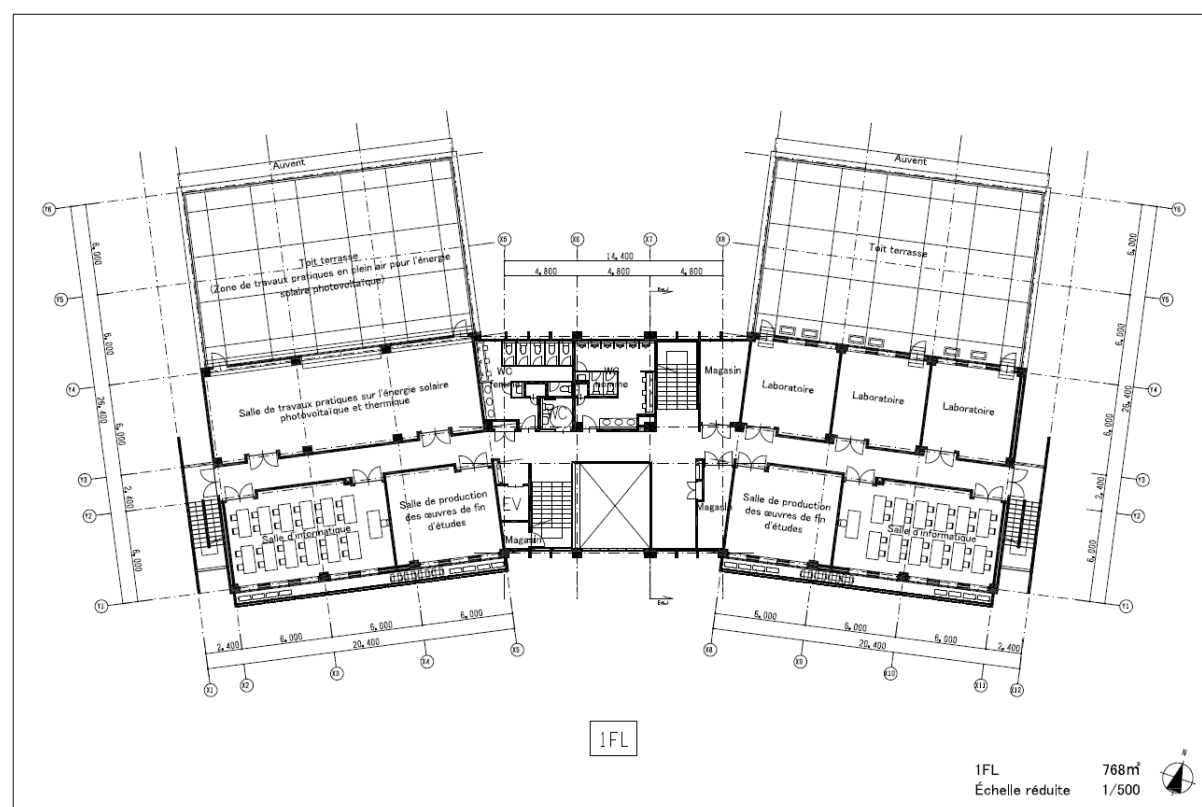 Auvent
Auvent
Y6
Y6
6,000
6,000
Toit terrasse
(Zone de travaux pratiques en plein air pour l'énergie
solaire photovoltaïque)
Toit terrasse
X5
X6
X7
X8
14,400
4,800
4,800
4,800
Y5
Y5
6,000
6,000
Y4
Y4
26,400
26,400
Salle de travaux pratiques sur l'énergie solaire
photovoltaïque et thermique
WC
femme
WC
homme
WC
Magasin
Laboratoire
Laboratoire
Laboratoire
6,000
6,000
Y3
Y3
2,400
2,400
Y2
Y2
Salle d'informatique
Salle de production
des œuvres de fin
d'études
EV
Magasin
Magasin
Salle de production
des œuvres de fin
d'études
Salle d'informatique
6,000
6,000
Y1
Y1
2,400
6,000
6,000
6,000
20,400
6,000
6,000
6,000
2,400
20,400
X1
X2
X3
X4
X5
X8
X9
X10
X11
X12
1FL
1FL 768㎡
Échelle réduite 1/500
N